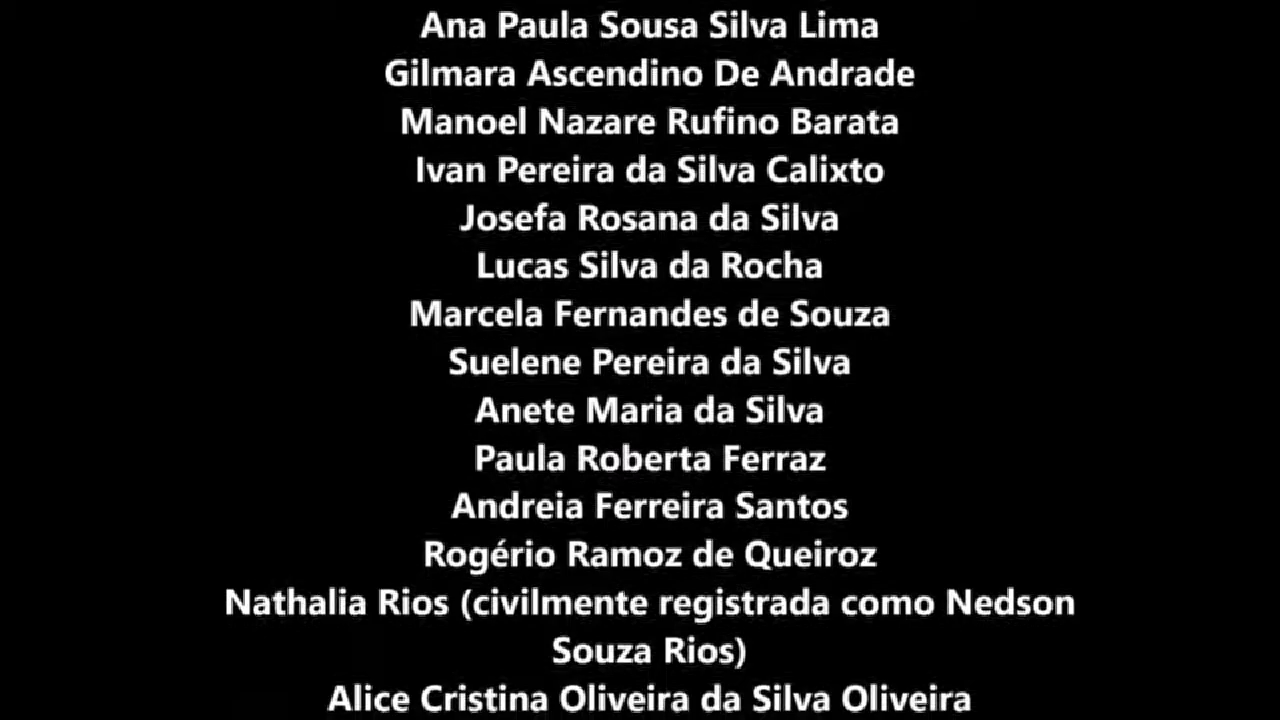 Ana Paula Sousa Silva Lima
Gilmara Ascendino De Andrade
Manoel Nazare Rufino Barata
Ivan Pereira da Silva Calixto
Josefa Rosana da Silva
Lucas Silva da Rocha
Marcela Fernandes de Souza
Suelene Pereira da Silva
Anete Maria da Silva
Paula Roberta Ferraz
Andreia Ferreira Santos
Rogério Ramoz de Queiroz
Nathalia Rios (civilmente registrada como Nedson
Souza Rios)
Alice Cristina Oliveira da Silva Oliveira